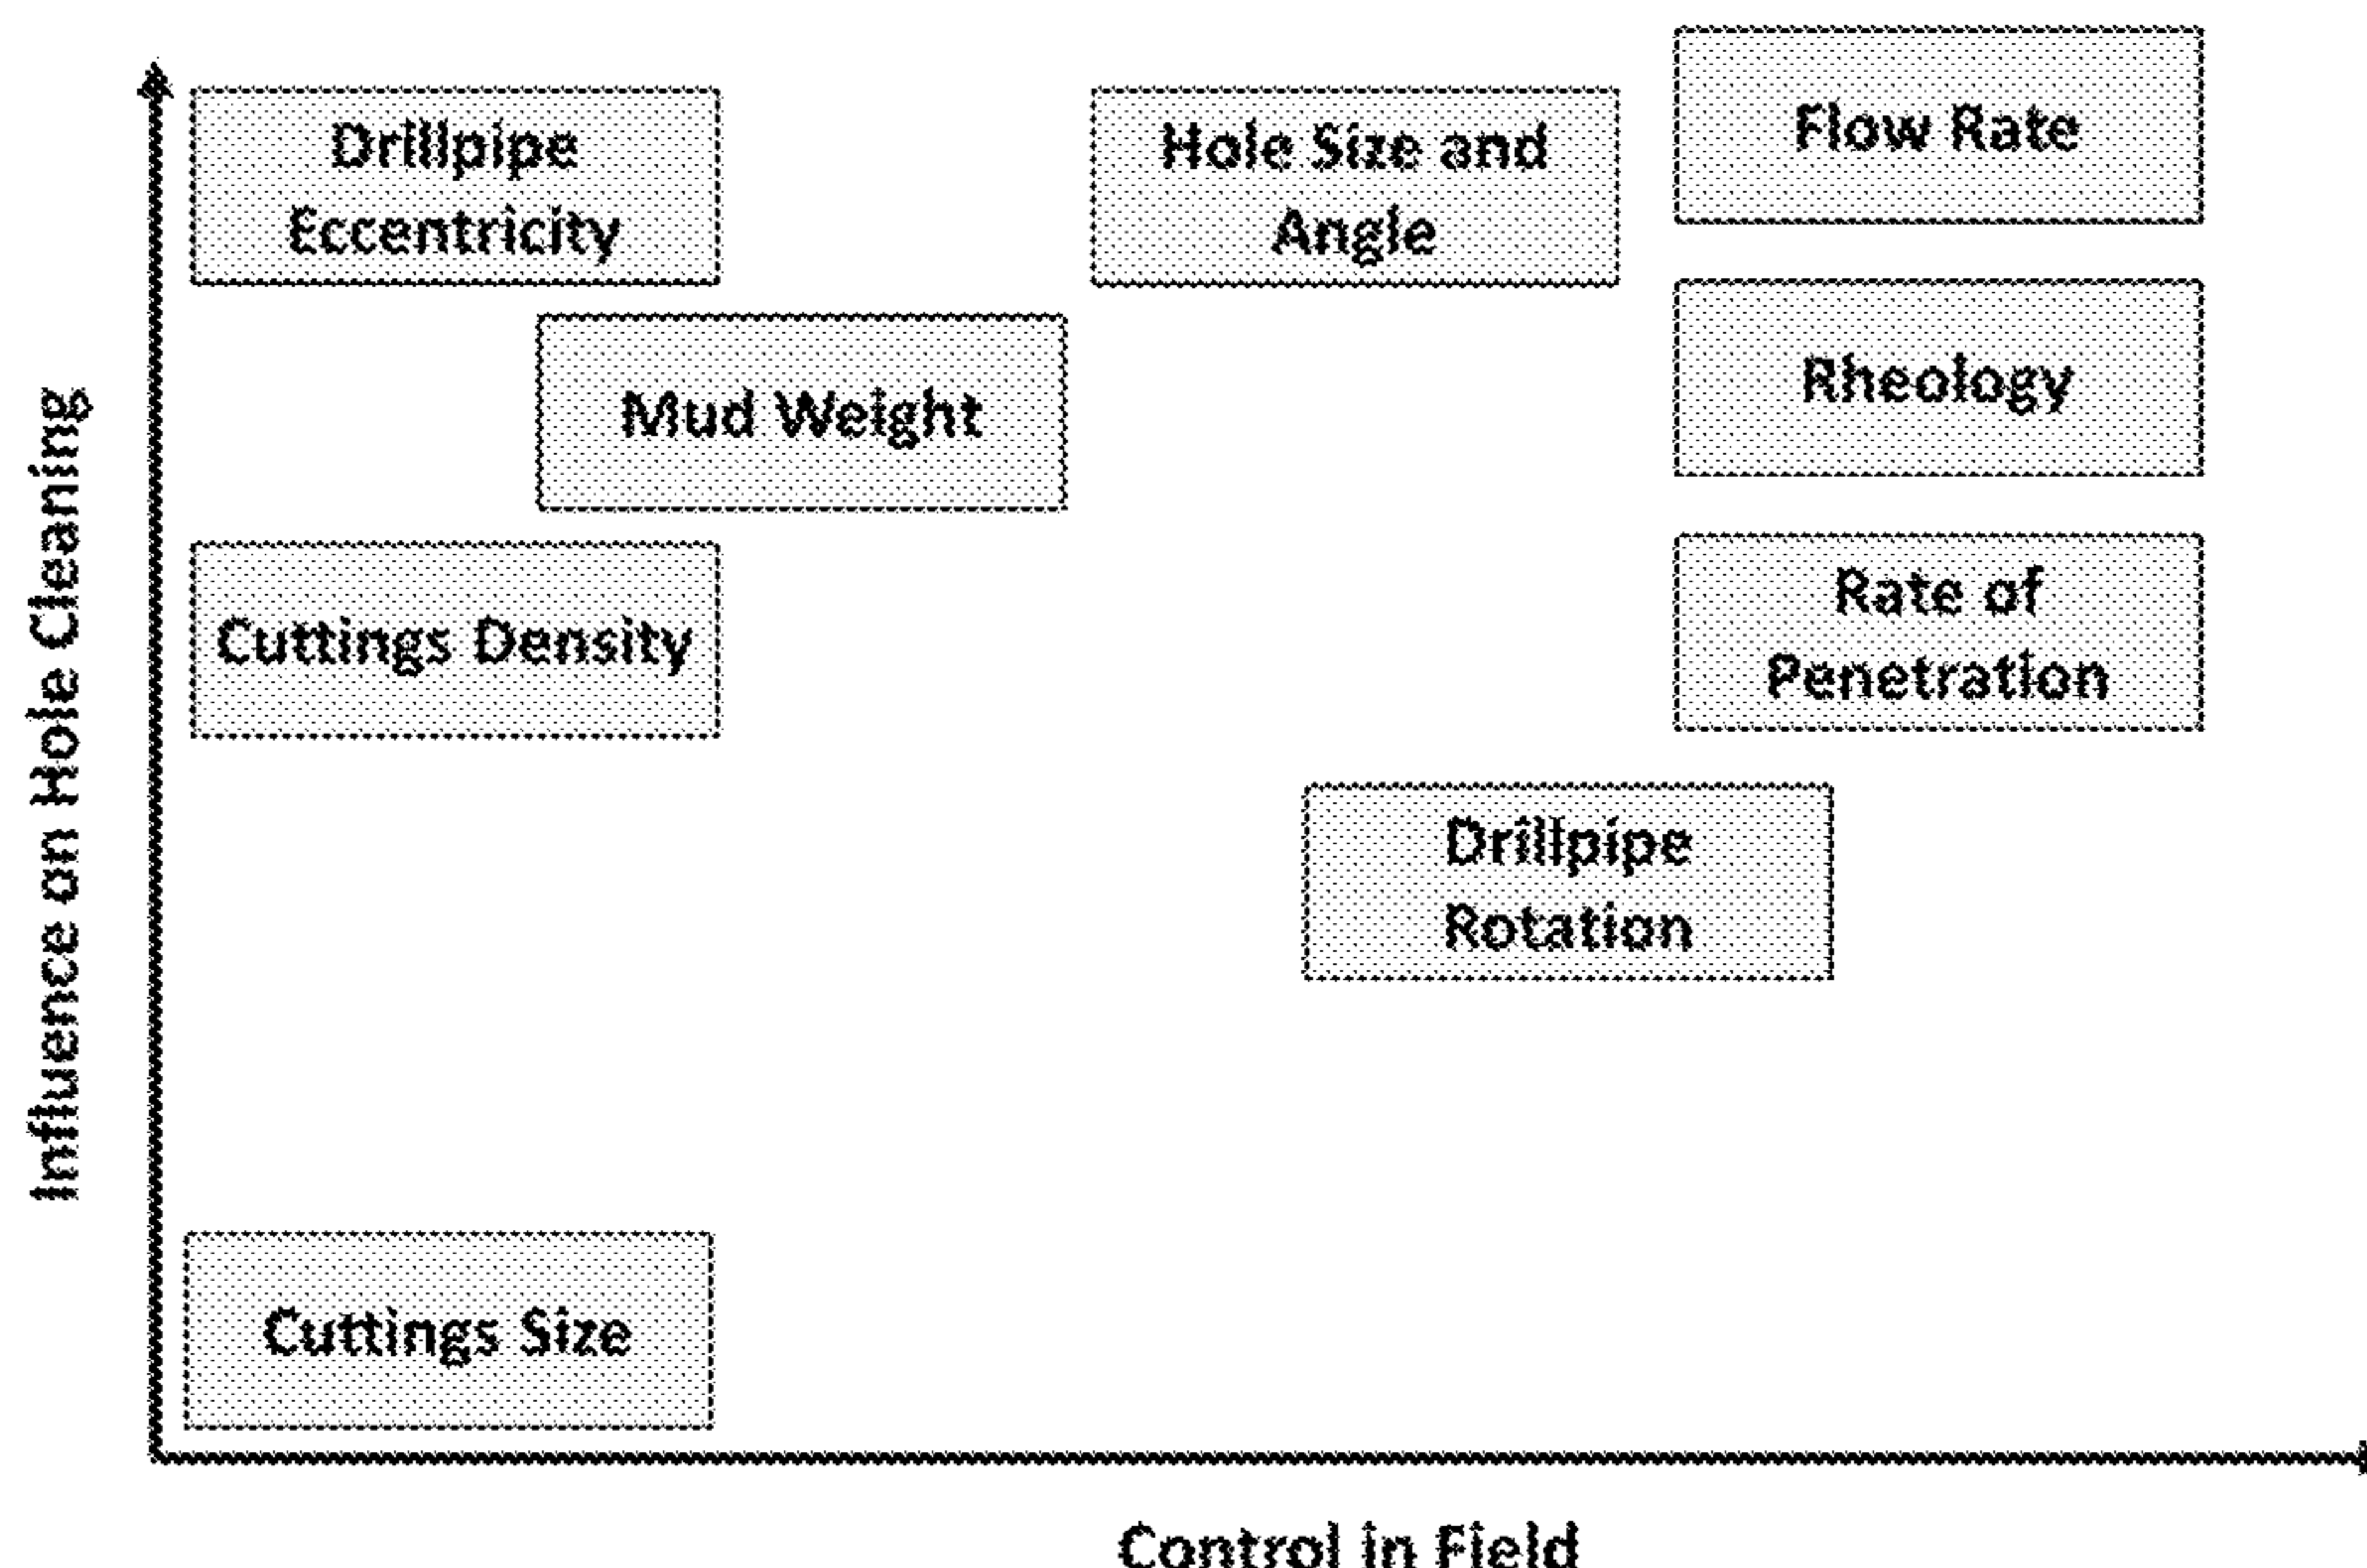 Influence on Hole Cleaning
Drillpipe
Eccentricity
Hole Size and
Angle
Flow Rate
Mud Weight
Rheology
Cuttings Density
Rate of
Penetration
Drillpipe
Rotation
Cuttings Size
Control in Field